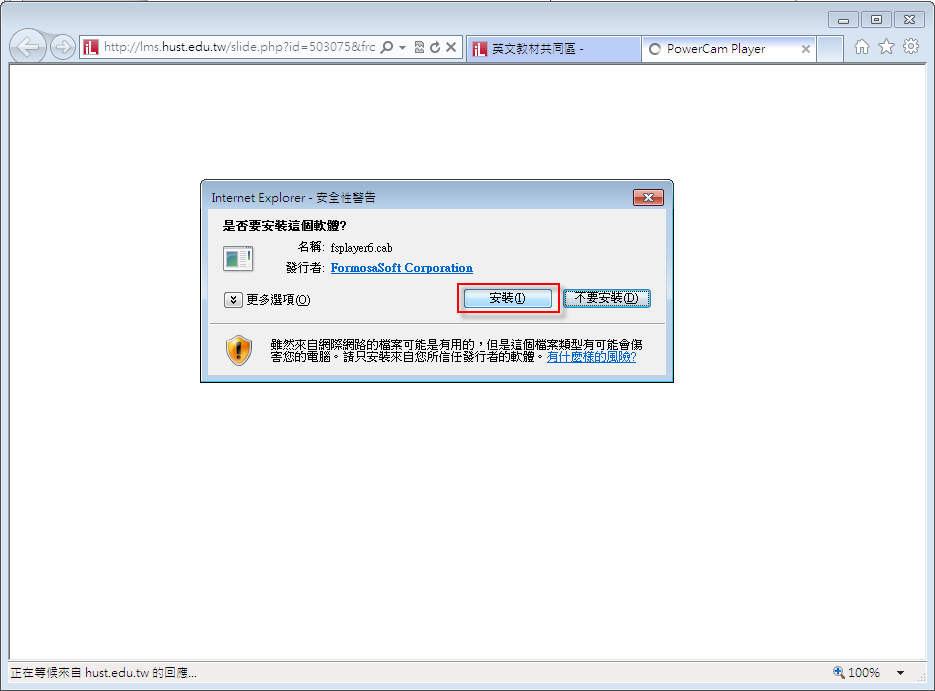 http://lms.hust.edu.tw/slide.php?id=503075&frc
iL 英文教材共同區 -
PowerCam Player
Internet Explorer - 安全性警告
是否要安裝這個軟體?
名稱: fsplayer6.cab
發行者: FormosaSoft Corporation
更多選項(O)
安裝(I)
不要安裝(D)
雖然來自網際網路的檔案可能是有用的，但是這個檔案類型有可能會傷
害您的電腦。請只安裝來自您所信任發行者的軟體。有什麼樣的風險?
正在等候來自 hust.edu.tw 的回應...
100%